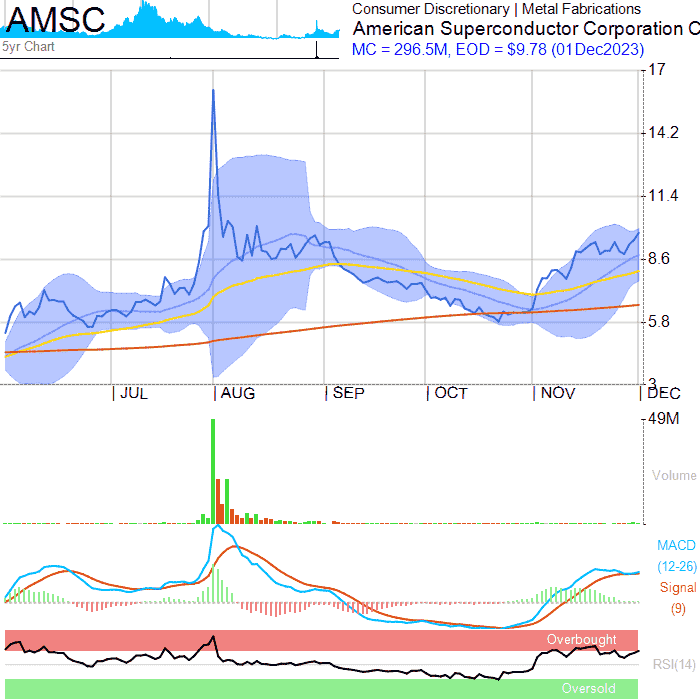 AMSC
5yr Chart
Consumer Discretionary | Metal Fabrications
American Superconductor Corporation C
MC = 296.5M, EOD = $9.78 (01Dec2023)
17
14.2
11.4
8.6
5.8
3
JUL AUG SEP OCT NOV DEC
49M
Volume
MACD
(12-26)
Signal
(9)
Overbought
RSI(14)
Oversold